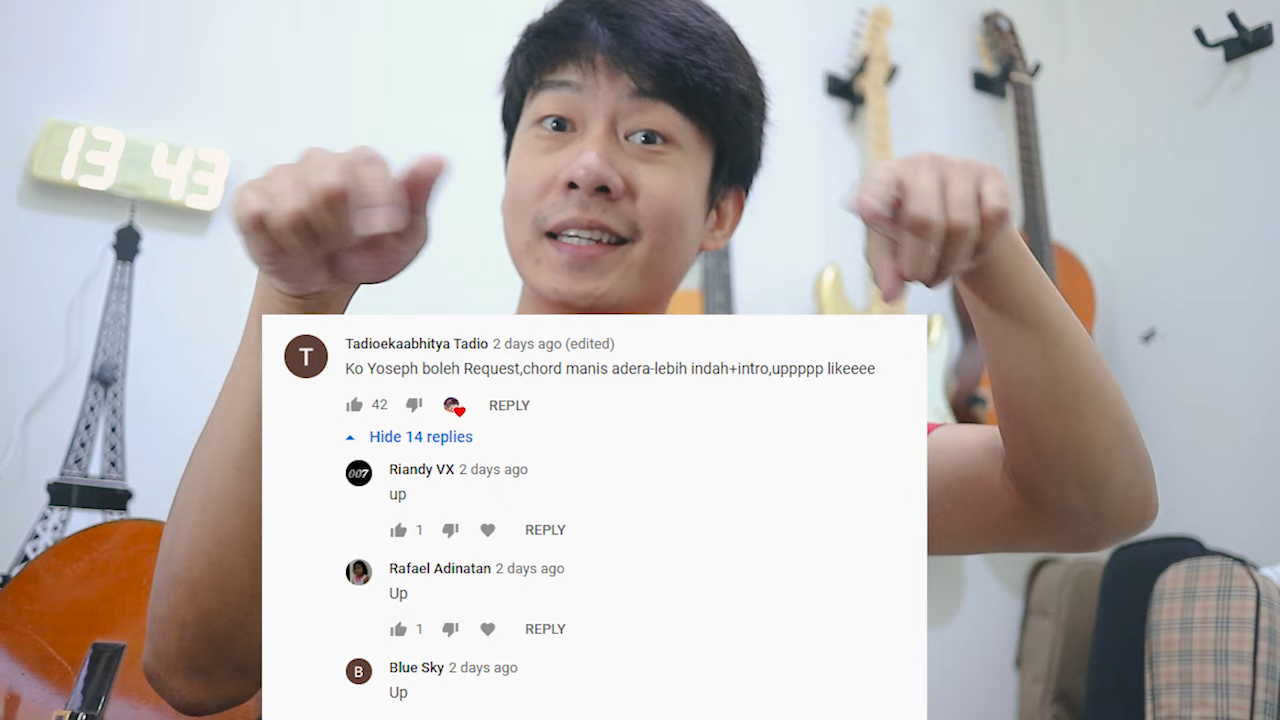 13 43
T
Tadioekaabhitya Tadio 2 days ago (edited)
Ko Yoseph boleh Request,chord manis adera-lebih indah+intro,uppppp likeeee
42 REPLY
Hide 14 replies
007
Riandy VX 2 days ago
up
1 REPLY
Rafael Adinatan 2 days ago
Up
1 REPLY
B
Blue Sky 2 days ago
Up